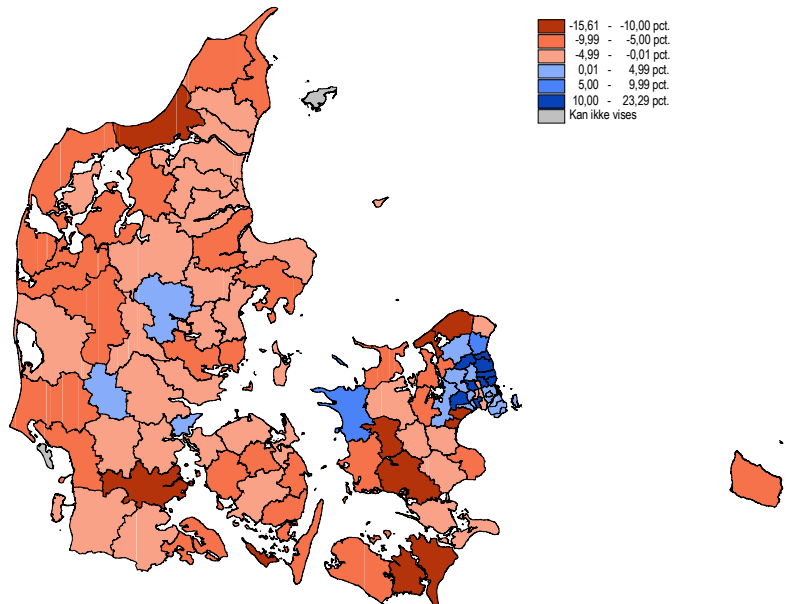 -15,61 - -10,00 pct.
-9,99 - -5,00 pct.
-4,99 - -0,01 pct.
0,01 - 4,99 pct.
5,00 - 9,99 pct.
10,00 - 23,29 pct.
Kan ikke vises